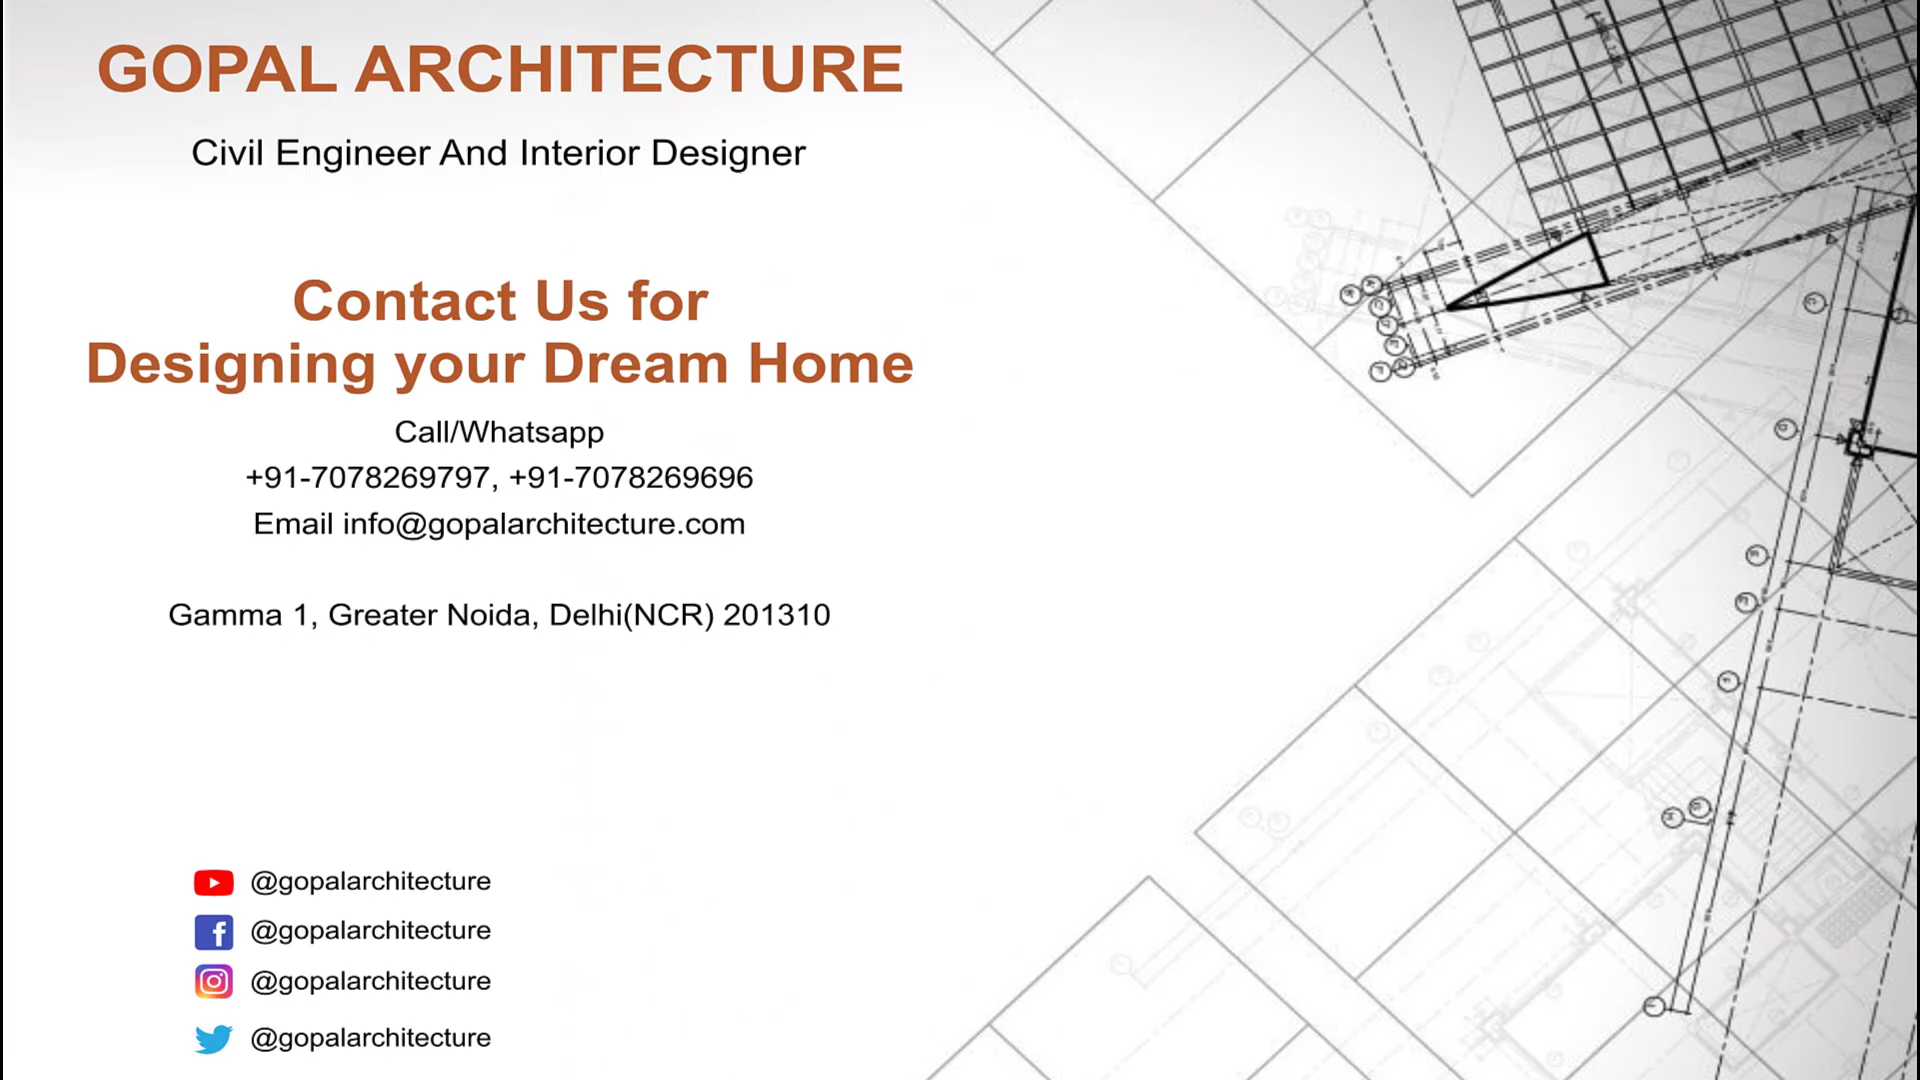 GOPAL ARCHITECTURE
Civil Engineer And Interior Designer
Contact Us for
Designing your Dream Home
Call/Whatsapp
+91-7078269797, +91-7078269696
Email info@gopalarchitecture.com
Gamma 1, Greater Noida, Delhi(NCR) 201310
@gopalarchitecture
@gopalarchitecture
@gopalarchitecture
@gopalarchitecture